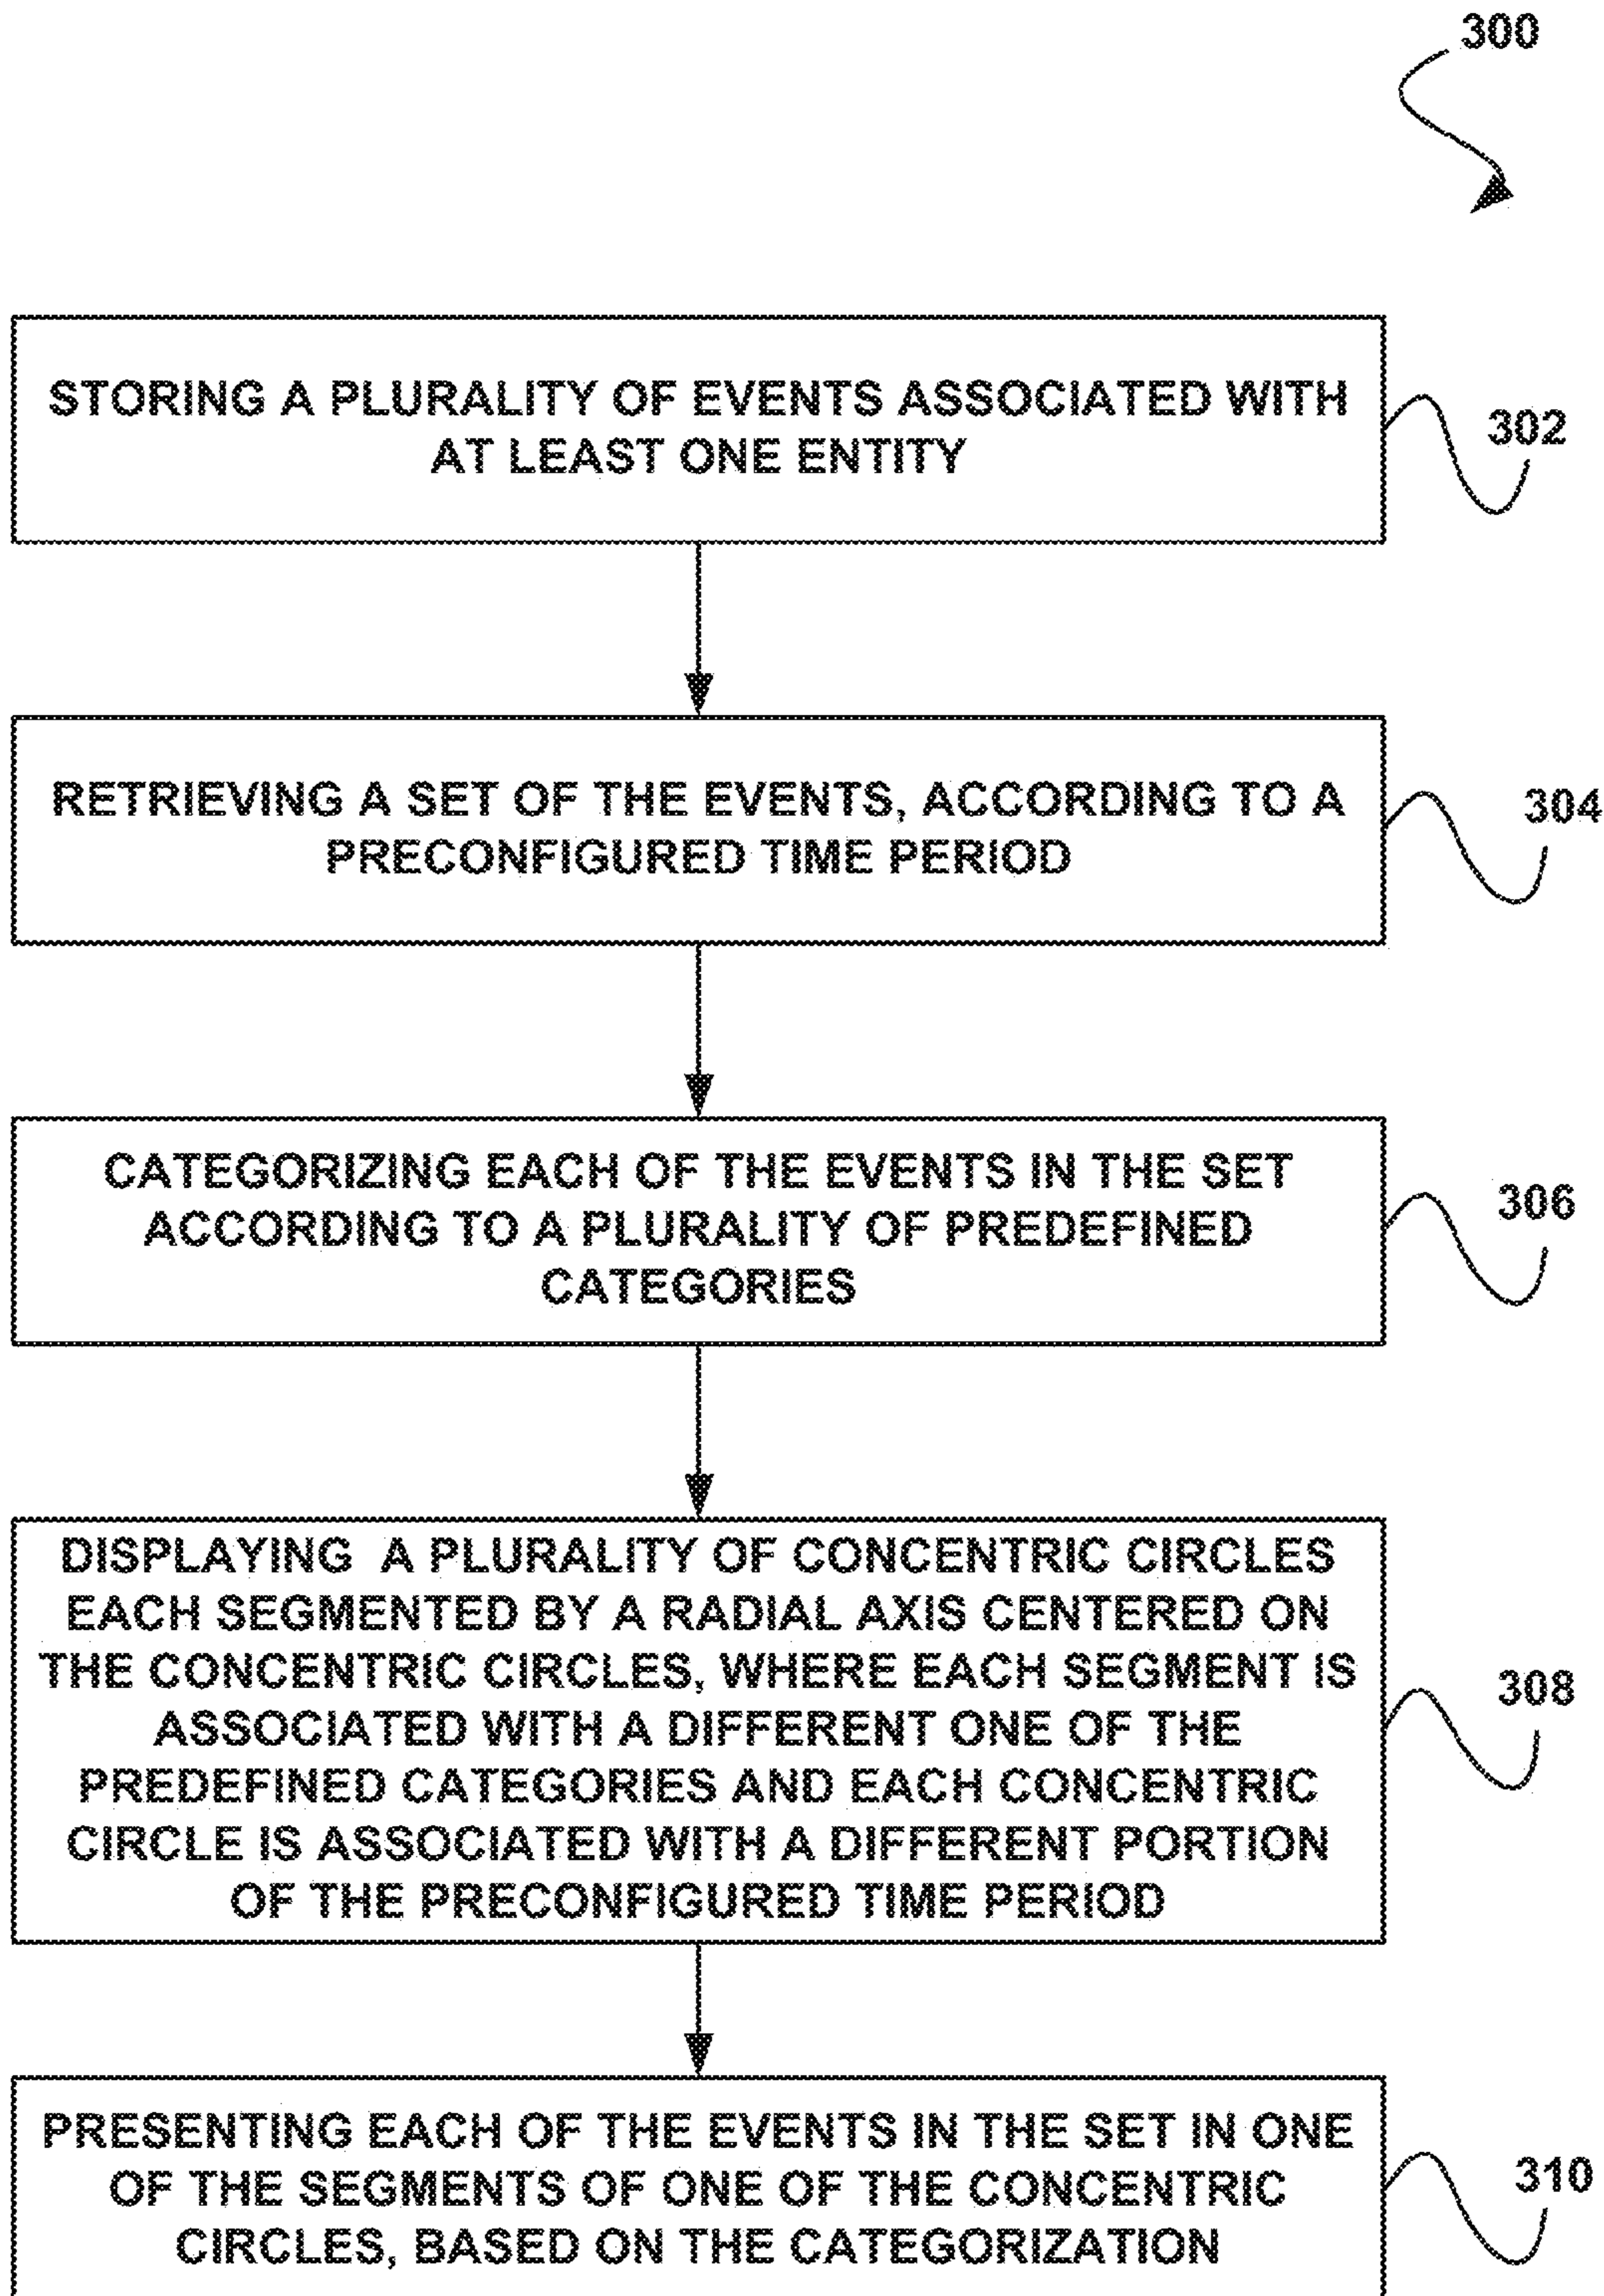 300
STORING A PLURALITY OF EVENTS ASSOCIATED WITH
AT LEAST ONE ENTITY
302
RETRIEVING A SET OF THE EVENTS, ACCORDING TO A
PRECONFIGURED TIME PERIOD
304
CATEGORIZING EACH OF THE EVENTS IN THE SET
ACCORDING TO A PLURALITY OF PREDEFINED
CATEGORIES
306
DISPLAYING A PLURALITY OF CONCENTRIC CIRCLES
EACH SEGMENTED BY A RADIAL AXIS CENTERED ON
THE CONCENTRIC CIRCLES, WHERE EACH SEGMENT IS
ASSOCIATED WITH A DIFFERENT ONE OF THE
PREDEFINED CATEGORIES AND EACH CONCENTRIC
CIRCLE IS ASSOCIATED WITH A DIFFERENT PORTION
OF THE PRECONFIGURED TIME PERIOD
308
PRESENTING EACH OF THE EVENTS IN THE SET IN ONE
OF THE SEGMENTS OF ONE OF THE CONCENTRIC
CIRCLES, BASED ON THE CATEGORIZATION
310